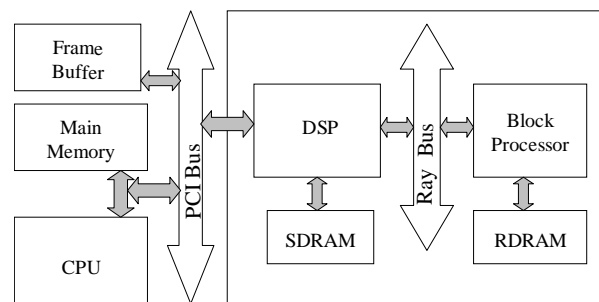 Frame
Buffer
Main
Memory
CPU
PCI Bus
DSP
SDRAM
Ray Bus
Block
Processor
RDRAM